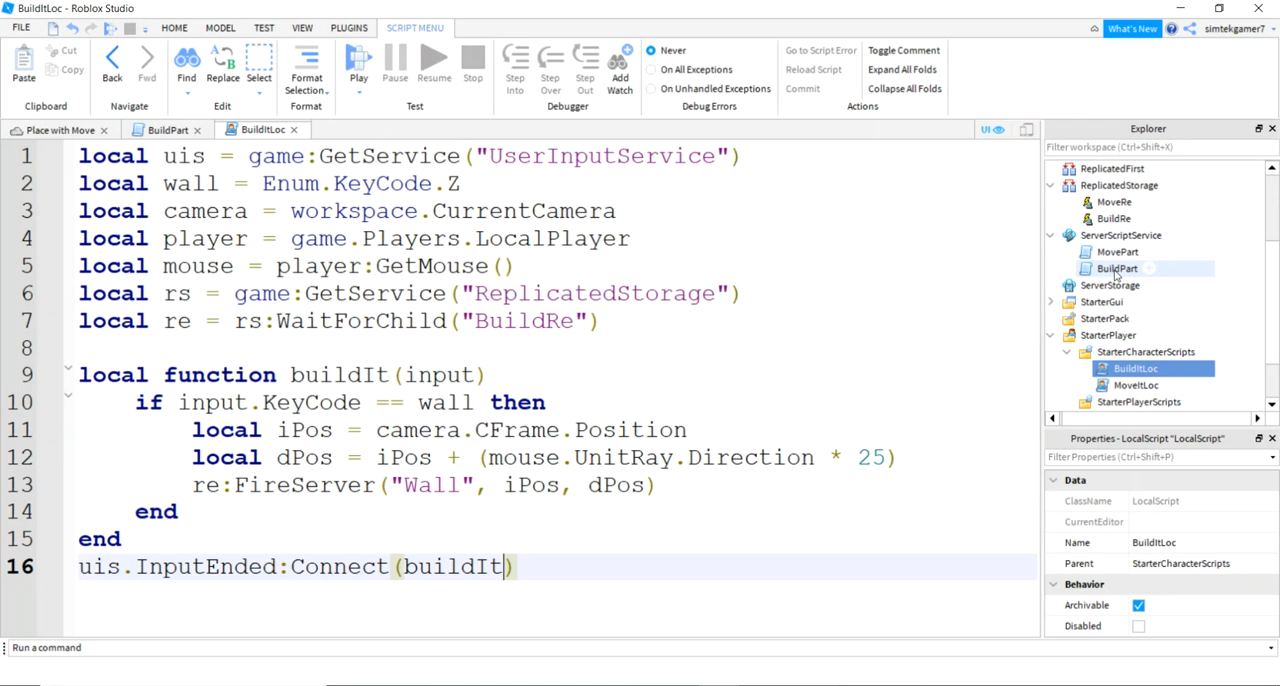 BuildItLoc - Roblox Studio
FILE HOME MODEL TEST VIEW PLUGINS SCRIPT MENU What's New simtekgamer7
Paste Cut Copy Back Fwd Find Replace Select Format Selection Play Pause Resume Stop Step Into Step Over Step Out Add Watch
Never Go to Script Error Toggle Comment
On All Exceptions Reload Script Expand All Folds
On Unhandled Exceptions Commit Collapse All Folds
Clipboard Navigate Edit Format Test Debugger Debug Errors Actions
Place with Move BuildPart BuildItLoc UI
1 local uis = game:GetService("UserInputService")
2 local wall = Enum.KeyCode.Z
3 local camera = workspace.CurrentCamera
4 local player = game.Players.LocalPlayer
5 local mouse = player:GetMouse()
6 local rs = game:GetService("ReplicatedStorage")
7 local re = rs:WaitForChild("BuildRe")
8
9 local function buildIt(input)
10 if input.KeyCode == wall then
11 local iPos = camera.CFrame.Position
12 local dPos = iPos + (mouse.UnitRay.Direction * 25)
13 re:FireServer("Wall", iPos, dPos)
14 end
15 end
16 uis.InputEnded:Connect(buildIt)
Explorer
Filter workspace (Ctrl+Shift+X)
ReplicatedFirst
ReplicatedStorage
MoveRe
BuildRe
ServerScriptService
MovePart
BuildPart
ServerStorage
StarterGui
StarterPack
StarterPlayer
StarterCharacterScripts
BuildItLoc
MoveItLoc
StarterPlayerScripts
Properties - LocalScript "LocalScript"
Filter Properties (Ctrl+Shift+P)
Data
ClassName LocalScript
CurrentEditor
Name BuildItLoc
Parent StarterCharacterScripts
Behavior
Archivable
Disabled
Run a command